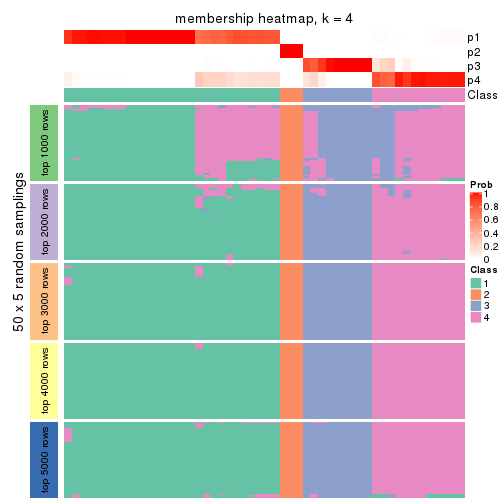 membership heatmap, k = 4
p1
p2
p3
p4
Class
50 x 5 random samplings
top 1000 rows
top 2000 rows
top 3000 rows
top 4000 rows
top 5000 rows
Prob
1
0.8
0.6
0.4
0.2
0
Class
1
2
3
4